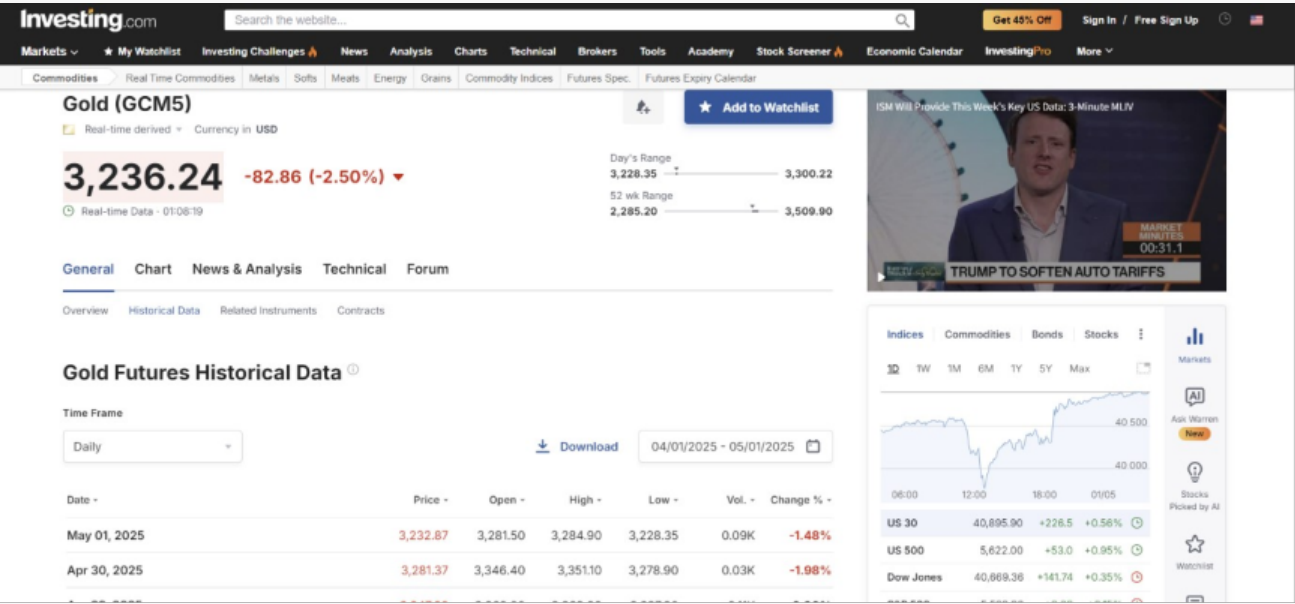 Investing.com
Search the website...
Get 45% Off
Sign In / Free Sign Up
Markets
My Watchlist
Investing Challenges
News
Analysis
Charts
Technical
Brokers
Tools
Academy
Stock Screener
Economic Calendar
InvestingPro
More
Commodities
Real Time Commodities
Metals
Softs
Meats
Energy
Grains
Commodity Indices
Futures Spec.
Futures Expiry Calendar
Gold (GCM5)
Add to Watchlist
Real-time derived
Currency in USD
3,236.24 -82.86 (-2.50%)
Real-time Data · 01:08:19
Day's Range
3,228.35 3,300.22
52 wk Range
2,285.20 3,509.90
General Chart News & Analysis Technical Forum
Overview Historical Data Related Instruments Contracts
Gold Futures Historical Data
Time Frame
Daily
Download
04/01/2025 - 05/01/2025
Date Price Open High Low Vol. Change %
May 01, 2025 3,232.87 3,281.50 3,284.90 3,228.35 0.09K -1.48%
Apr 30, 2025 3,281.37 3,346.40 3,351.10 3,278.90 0.03K -1.98%
ISM Will Provide This Week's Key US Data: 3-Minute MLIV
MARKET
MINUTES
00:31.1
TRUMP TO SOFTEN AUTO TARIFFS
Indices Commodities Bonds Stocks
1D 1W 1M 6M 1Y 5Y Max
40 500
40 000
06:00 12:00 18:00 01/05
US 30 40,895.90 +226.5 +0.56%
US 500 5,622.00 +53.0 +0.95%
Dow Jones 40,669.36 +141.74 +0.35%
Markets
AI
Ask Warren
New
Stocks
Picked by AI
Watchlist